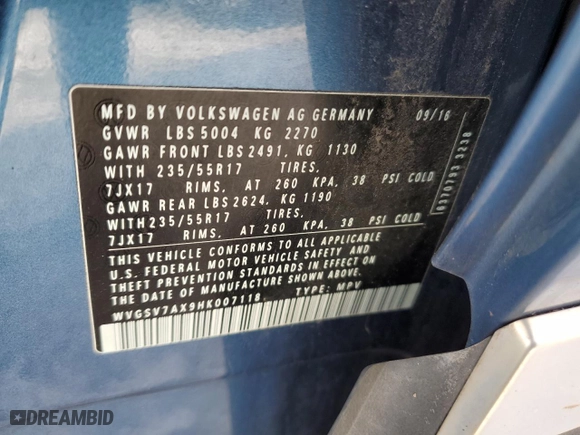 MFD BY VOLKSWAGEN AG GERMANY 09/16
GVWR LBS 5004 KG 2270
GAWR FRONT LBS 2491, KG 1130
WITH 235/55R17 TIRES,
7JX17 RIMS, AT 260 KPA, 38 PSI COLD
GAWR REAR LBS 2624, KG 1190
WITH 235/55R17 TIRES,
7JX17 RIMS, AT 260 KPA, 38 PSI COLD
THIS VEHICLE CONFORMS TO ALL APPLICABLE
U.S. FEDERAL MOTOR VEHICLE SAFETY AND
THEFT PREVENTION STANDARDS IN EFFECT ON
THE DATE OF MANUFACTURE SHOWN ABOVE.
WVGSV7AX9HK007118 TYPE: MPV
DREAMBID